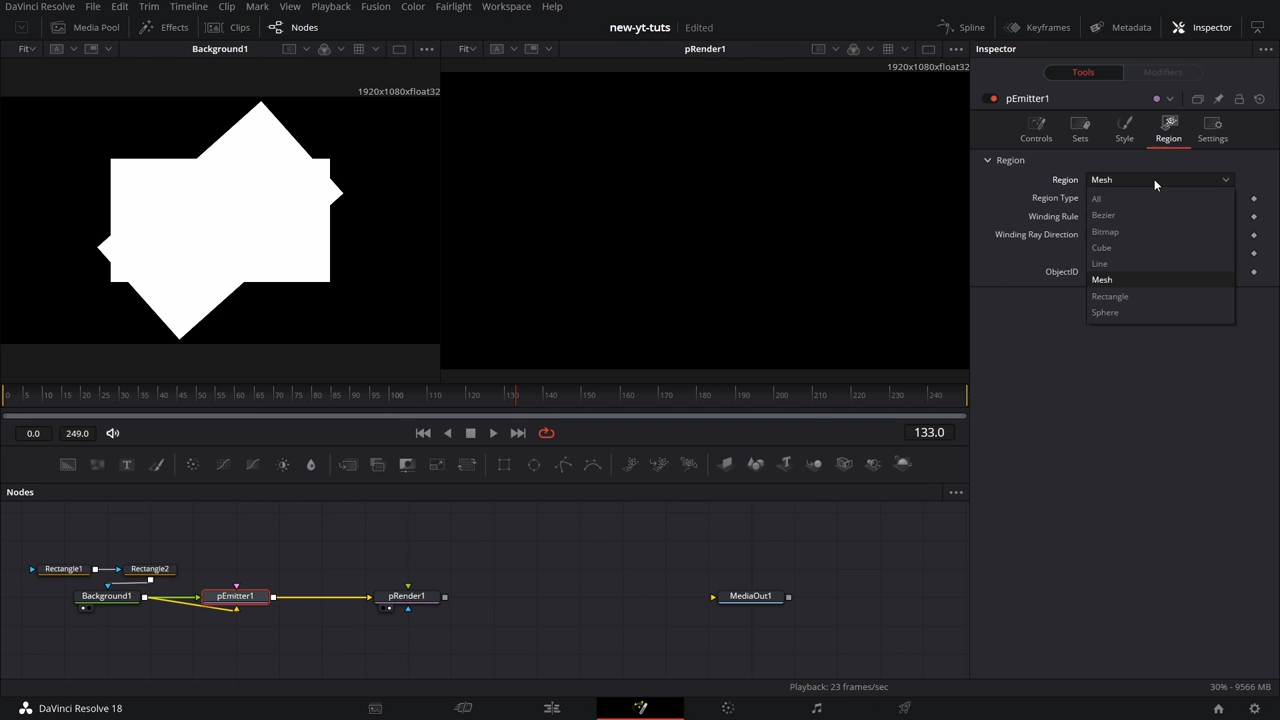 DaVinci Resolve File Edit Trim Timeline Clip Mark View Playback Fusion Color Fairlight Workspace Help
Media Pool Effects Clips Nodes new-yt-tuts Edited Spline Keyframes Metadata Inspector
Fit Background1 Fit pRender1 Inspector
1920x1080xfloat32
1920x1080xfloat32
Tools Modifiers
pEmitter1
Controls Sets Style Region Settings
Region
Region Mesh
Region Type All
Winding Rule Bezier
Winding Ray Direction Bitmap
Cube
Line
ObjectID Mesh
Rectangle
Sphere
0 5 10 15 20 25 30 35 40 45 50 55 60 65 70 75 80 85 90 95 100 110 120 130 140 150 160 170 180 190 200 210 220 230 240
0.0 249.0 133.0
Nodes
Rectangle1 Rectangle2
Background1 pEmitter1 pRender1 MediaOut1
Playback: 23 frames/sec 30% - 9566 MB
DaVinci Resolve 18